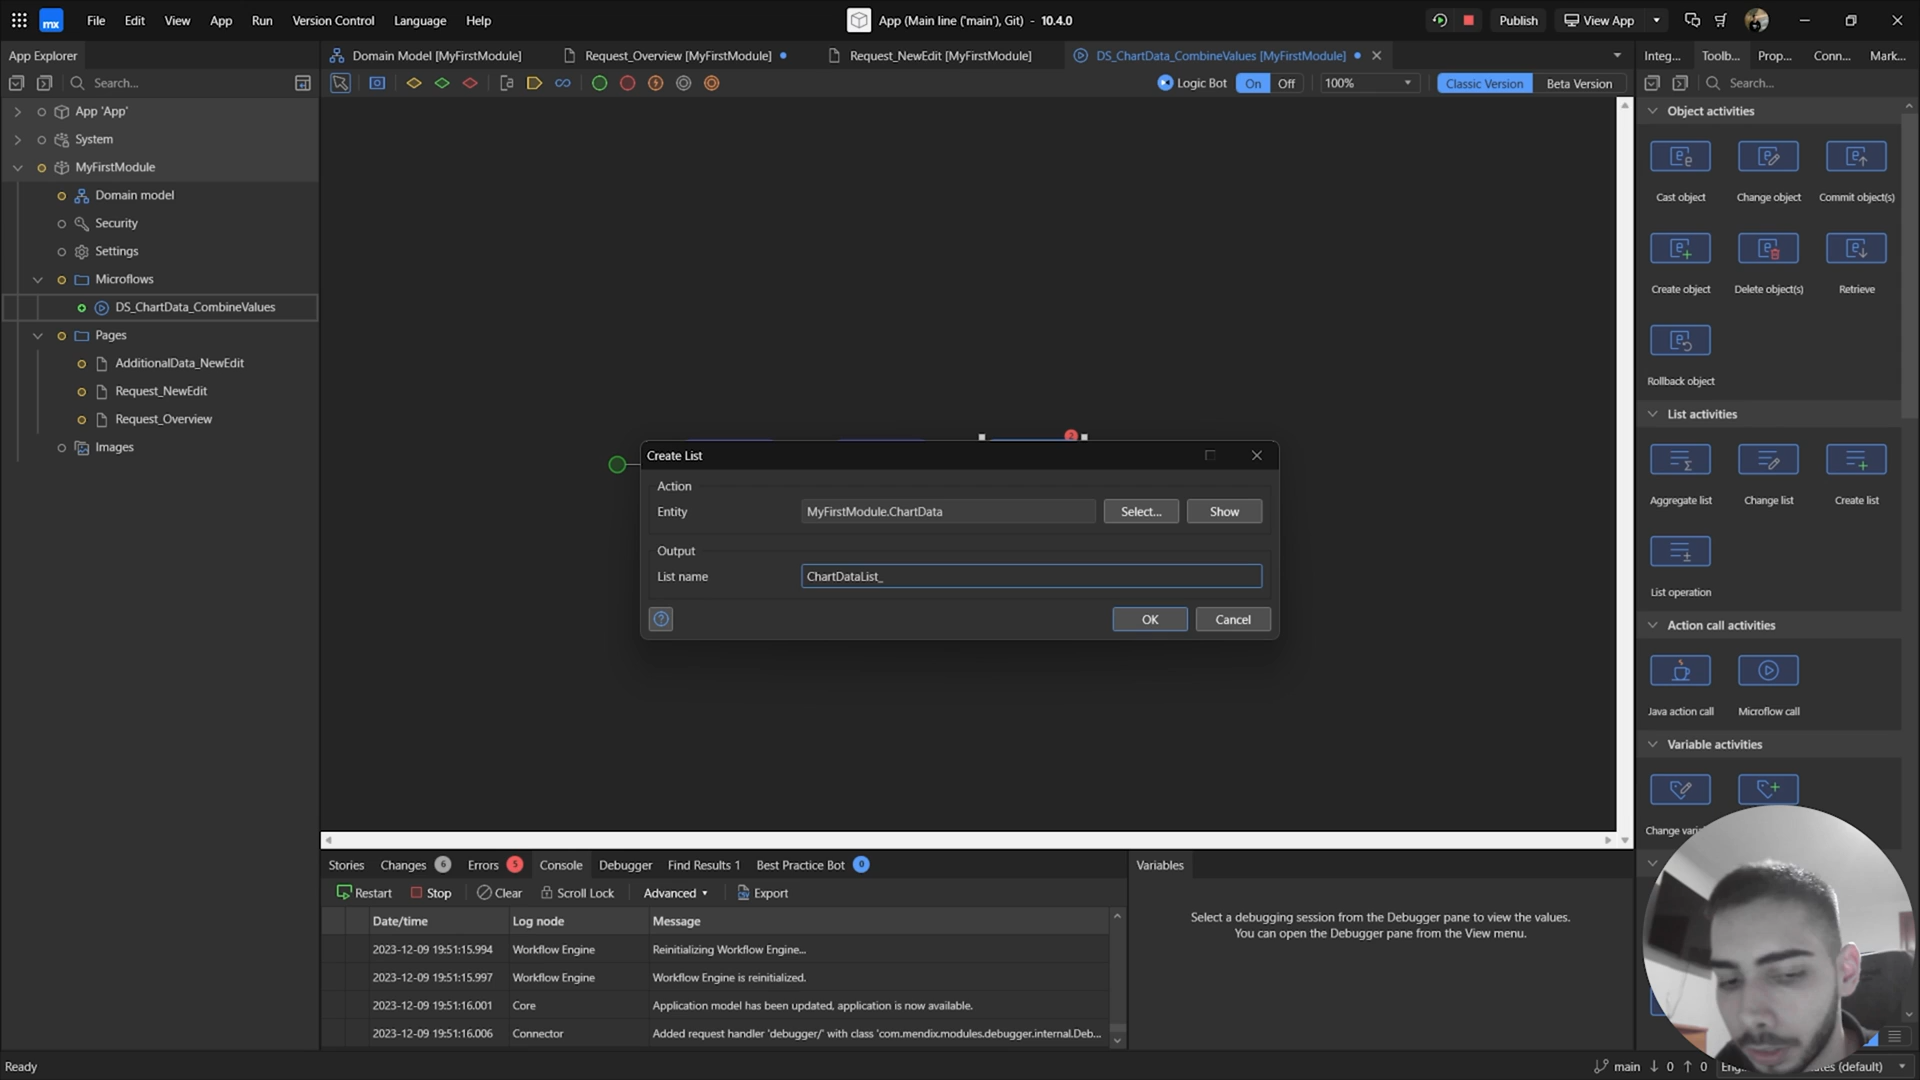 mx File Edit View App Run Version Control Language Help
App (Main line ('main'), Git) - 10.4.0
Publish View App
App Explorer
Domain Model [MyFirstModule]
Request_Overview [MyFirstModule]
Request_NewEdit [MyFirstModule]
DS_ChartData_CombineValues [MyFirstModule]
Integ... Toolb... Prop... Conn... Mark...
Search...
Logic Bot On Off 100% Classic Version Beta Version
Search...
App 'App'
System
MyFirstModule
Domain model
Security
Settings
Microflows
DS_ChartData_CombineValues
Pages
AdditionalData_NewEdit
Request_NewEdit
Request_Overview
Images
Object activities
Cast object Change object Commit object(s)
Create object Delete object(s) Retrieve
Rollback object
List activities
Aggregate list Change list Create list
List operation
Action call activities
Java action call Microflow call
Variable activities
2
Create List
Action
Entity MyFirstModule.ChartData Select... Show
Output
List name ChartDataList_
OK Cancel
Stories Changes 6 Errors 5 Console Debugger Find Results 1 Best Practice Bot 0
Variables
Restart Stop Clear Scroll Lock Advanced Export
Date/time Log node Message
2023-12-09 19:51:15.994 Workflow Engine Reinitializing Workflow Engine...
2023-12-09 19:51:15.997 Workflow Engine Workflow Engine is reinitialized.
2023-12-09 19:51:16.001 Core Application model has been updated, application is now available.
2023-12-09 19:51:16.006 Connector Added request handler 'debugger/' with class 'com.mendix.modules.debugger.internal.Deb...
Select a debugging session from the Debugger pane to view the values.
You can open the Debugger pane from the View menu.
Ready
main 0 0
(default)